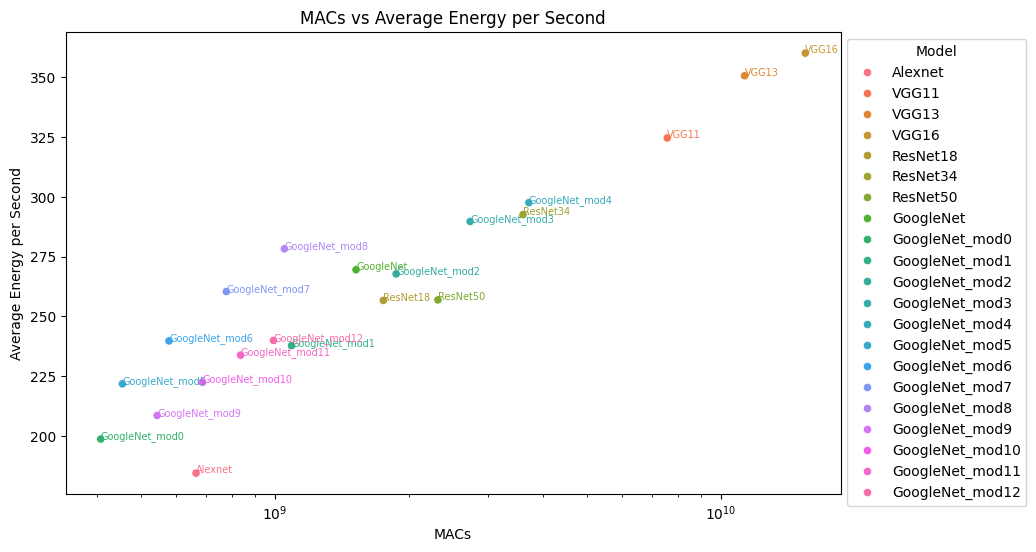 MACs vs Average Energy per Second
Average Energy per Second
350
325
300
275
250
225
200
VGG16
VGG13
VGG11
GoogleNet_mod4
ResNet34
GoogleNet_mod3
GoogleNet_mod8
GoogleNet
GoogleNet_mod2
GoogleNet_mod7
ResNet18
ResNet50
GoogleNet_mod6
GoogleNet_mod12
GoogleNet_mod1
GoogleNet_mod11
GoogleNet_mod5
GoogleNet_mod10
GoogleNet_mod9
GoogleNet_mod0
Alexnet
10⁹
10¹⁰
MACs
Model
Alexnet
VGG11
VGG13
VGG16
ResNet18
ResNet34
ResNet50
GoogleNet
GoogleNet_mod0
GoogleNet_mod1
GoogleNet_mod2
GoogleNet_mod3
GoogleNet_mod4
GoogleNet_mod5
GoogleNet_mod6
GoogleNet_mod7
GoogleNet_mod8
GoogleNet_mod9
GoogleNet_mod10
GoogleNet_mod11
GoogleNet_mod12